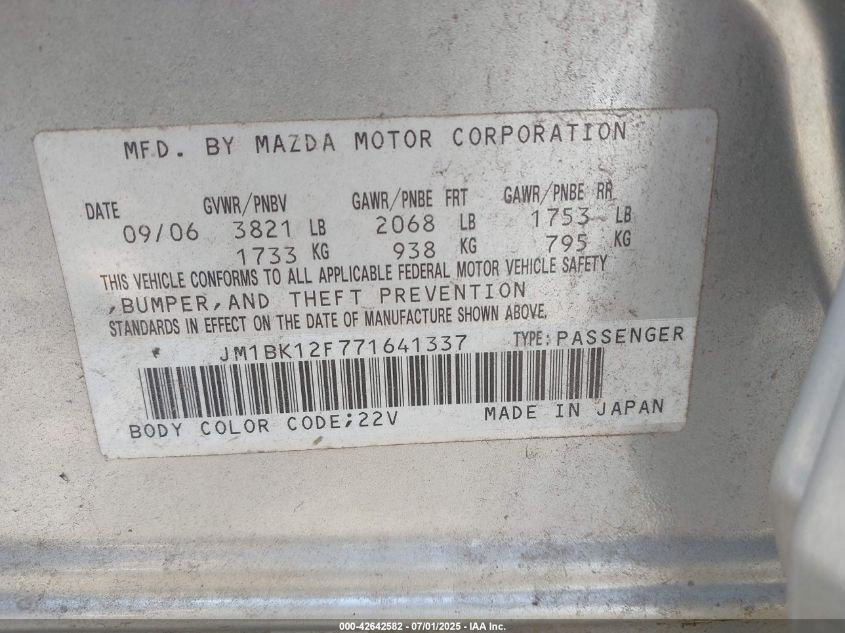 MFD. BY MAZDA MOTOR CORPORATION
DATE GVWR/PNBV GAWR/PNBE FRT GAWR/PNBE RR
09/06 3821 LB 2068 LB 1753 LB
1733 KG 938 KG 795 KG
THIS VEHICLE CONFORMS TO ALL APPLICABLE FEDERAL MOTOR VEHICLE SAFETY
,BUMPER,AND THEFT PREVENTION
STANDARDS IN EFFECT ON THE DATE OF MANUFACTURE SHOWN ABOVE.
JM1BK12F771641337 TYPE: PASSENGER
BODY COLOR CODE;22V MADE IN JAPAN
000-42642582 - 07/01/2025 - IAA Inc.